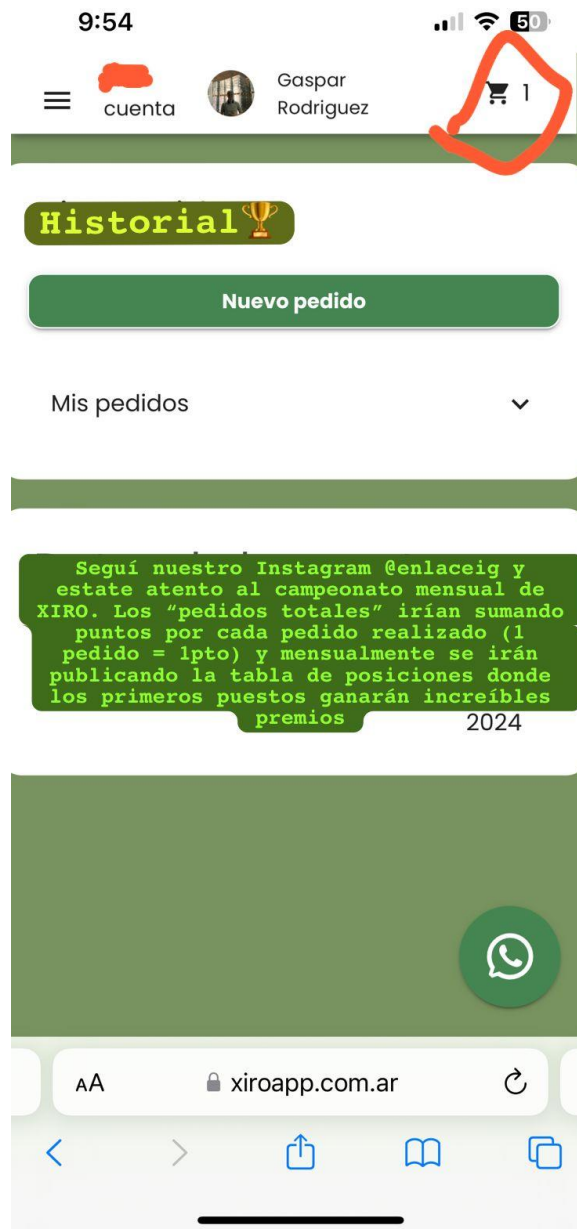 9:54
50
cuenta
Gaspar
Rodriguez
1
Historial🏆
Nuevo pedido
Mis pedidos
Seguí nuestro Instagram @enlaceig y
estate atento al campeonato mensual de
XIRO. Los “pedidos totales” irían sumando
puntos por cada pedido realizado (1
pedido = 1pto) y mensualmente se irán
publicando la tabla de posiciones donde
los primeros puestos ganarán increíbles
premios
2024
AA
xiroapp.com.ar